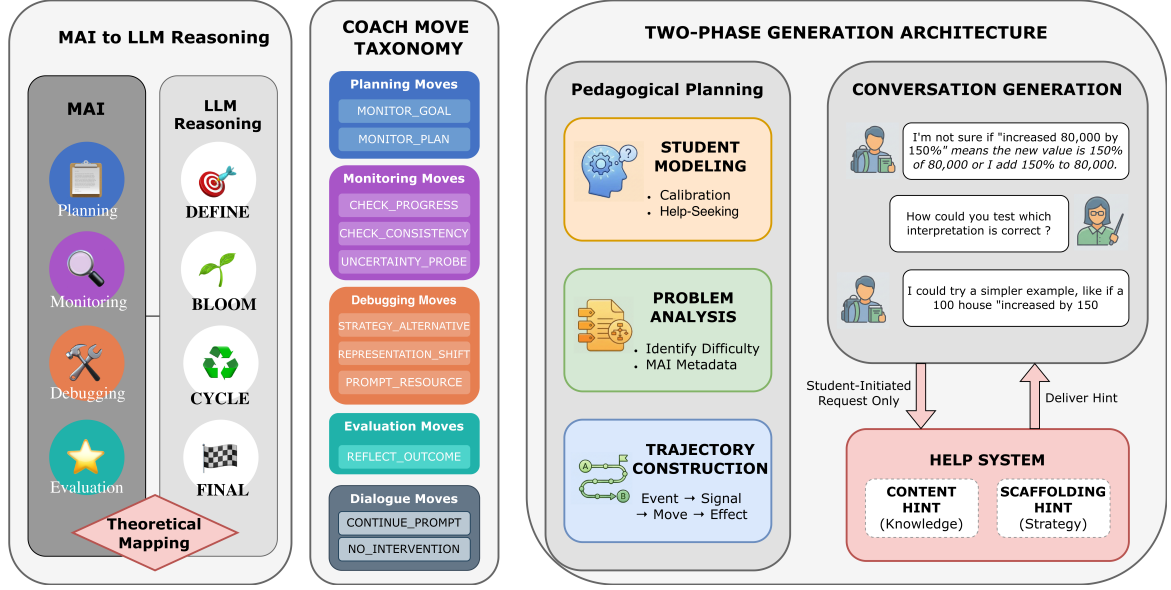 MAI to LLM Reasoning
MAI
Planning
Monitoring
Debugging
Evaluation
LLM
Reasoning
DEFINE
BLOOM
CYCLE
FINAL
Theoretical
Mapping
COACH MOVE
TAXONOMY
Planning Moves
MONITOR_GOAL
MONITOR_PLAN
Monitoring Moves
CHECK_PROGRESS
CHECK_CONSISTENCY
UNCERTAINTY_PROBE
Debugging Moves
STRATEGY_ALTERNATIVE
REPRESENTATION_SHIFT
PROMPT_RESOURCE
Evaluation Moves
REFLECT_OUTCOME
Dialogue Moves
CONTINUE_PROMPT
NO_INTERVENTION
TWO-PHASE GENERATION ARCHITECTURE
Pedagogical Planning
?
STUDENT
MODELING
• Calibration
• Help-Seeking
PROBLEM
ANALYSIS
• Identify Difficulty
• MAI Metadata
A
B
TRAJECTORY
CONSTRUCTION
Event → Signal
→ Move → Effect
CONVERSATION GENERATION
I'm not sure if "increased 80,000 by
150%" means the new value is 150%
of 80,000 or I add 150% to 80,000.
How could you test which
interpretation is correct ?
I could try a simpler example, like if a
100 house "increased by 150
Student-Initiated
Request Only
Deliver Hint
HELP SYSTEM
CONTENT
HINT
(Knowledge)
SCAFFOLDING
HINT
(Strategy)